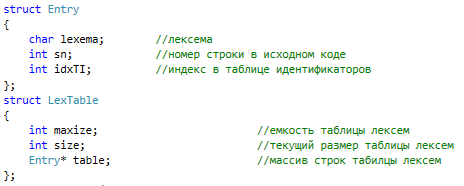 struct Entry
{
char lexema; //лексема
int sn; //номер строки в исходном коде
int idxTI; //индекс в таблице идентификаторов
};
struct LexTable
{
int maxize; //емкость таблицы лексем
int size; //текущий размер таблицы лексем
Entry* table; //массив строк табилцы лексем
};